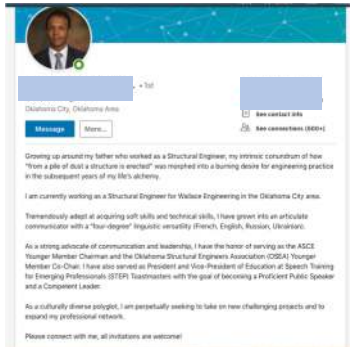 • 1st
Oklahoma City, Oklahoma Area
Message
More...
See contact info
See connections (500+)
Growing up around my father who worked as a Structural Engineer, my intrinsic conundrum of how
"from a pile of dust a structure is erected" was morphed into a burning desire for engineering practice
in the subsequent years of my life's alchemy.
I am currently working as a Structural Engineer for Wallace Engineering in the Oklahoma City area.
Tremendously adept at acquiring soft skills and technical skills, I have grown into an articulate
communicator with a "four-degree" linguistic versatility (French, English, Russian, Ukrainian).
As a strong advocate of communication and leadership, I have the honor of serving as the ASCE
Younger Member Chairman and the Oklahoma Structural Engineers Association (OSEA) Younger
Member Co-Chair. I have also served as President and Vice-President of Education at Speech Training
for Emerging Professionals (STEP) Toastmasters with the goal of becoming a Proficient Public Speaker
and a Competent Leader.
As a culturally diverse polyglot, I am perpetually seeking to take on new challenging projects and to
expand my professional network.
Please connect with me, all invitations are welcome!